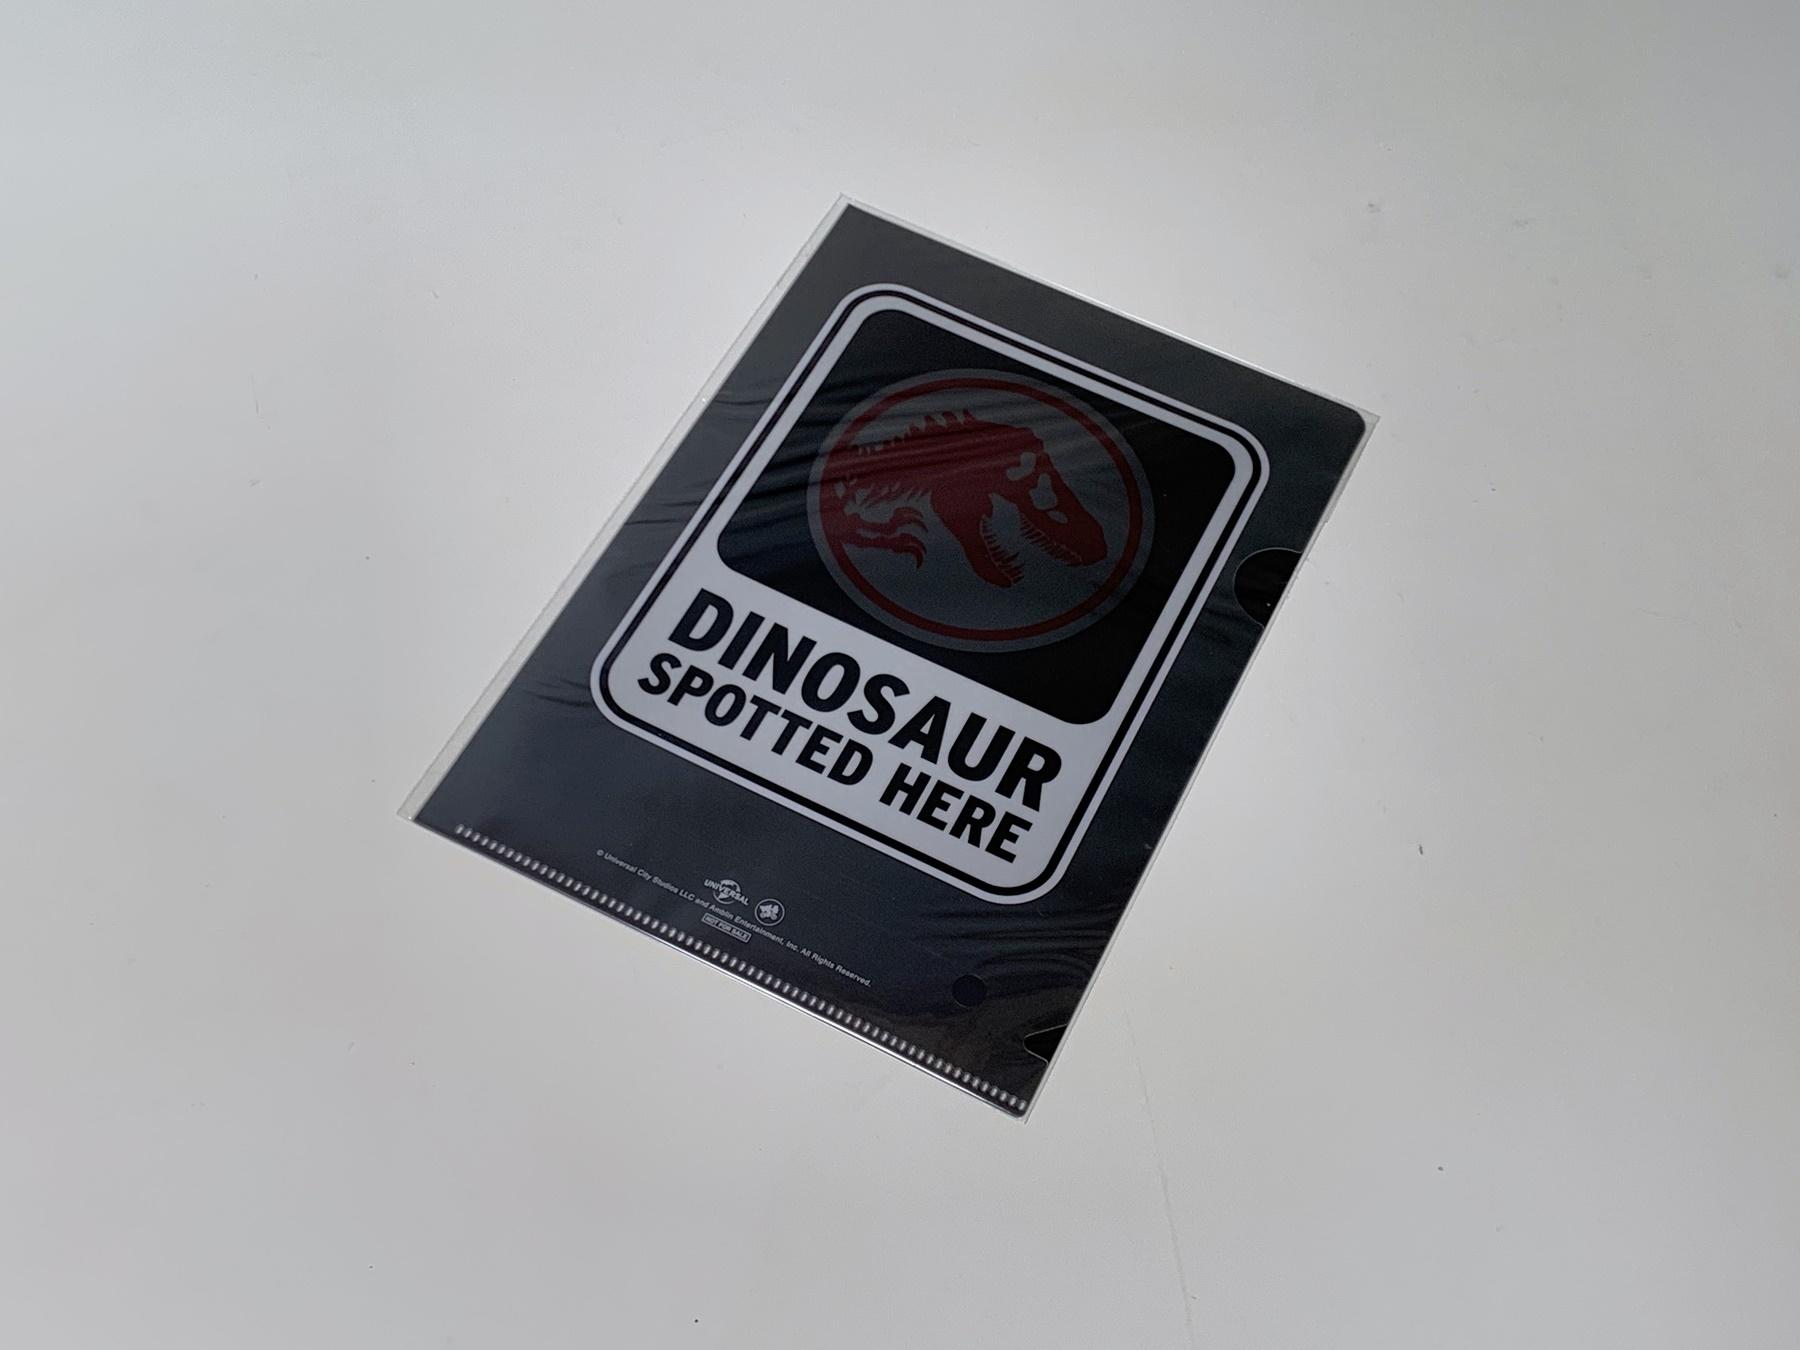 DINOSAUR
SPOTTED HERE
UNIVERSAL
© Universal City Studios LLC and Amblin Entertainment, Inc. All Rights Reserved.
NOT FOR SALE